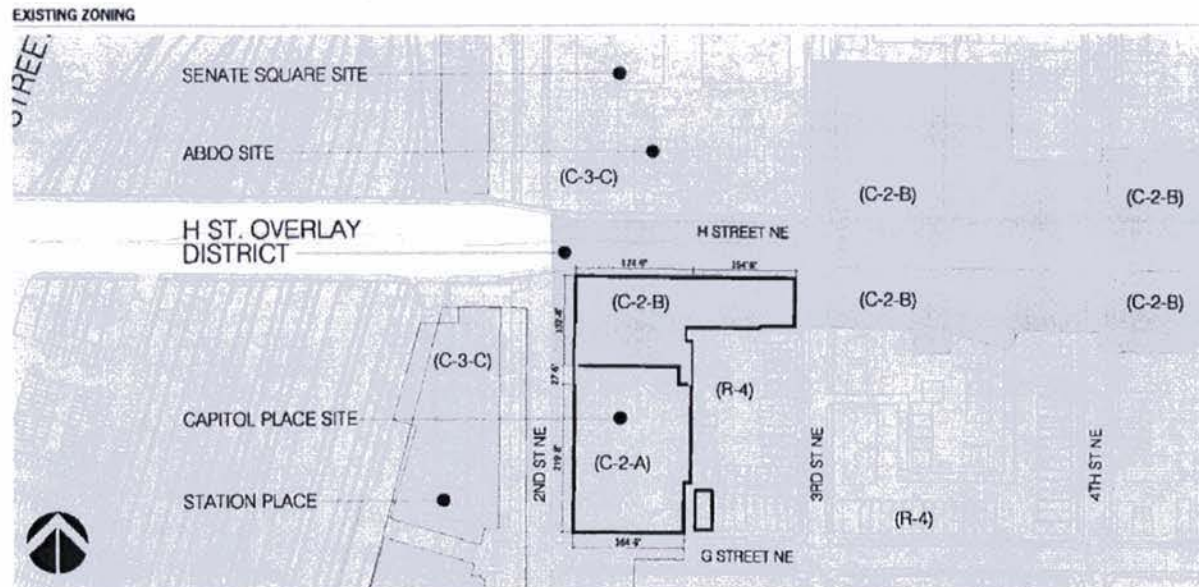 EXISTING ZONING
STREE
SENATE SQUARE SITE
ABDO SITE
(C-3-C)
(C-2-B)
(C-2-B)
H ST. OVERLAY
DISTRICT
H STREET NE
(C-2-B)
(C-2-B)
(C-2-B)
(C-3-C)
(R-4)
CAPITOL PLACE SITE
2ND ST NE
(C-2-A)
3RD ST NE
4TH ST NE
STATION PLACE
(R-4)
G STREET NE